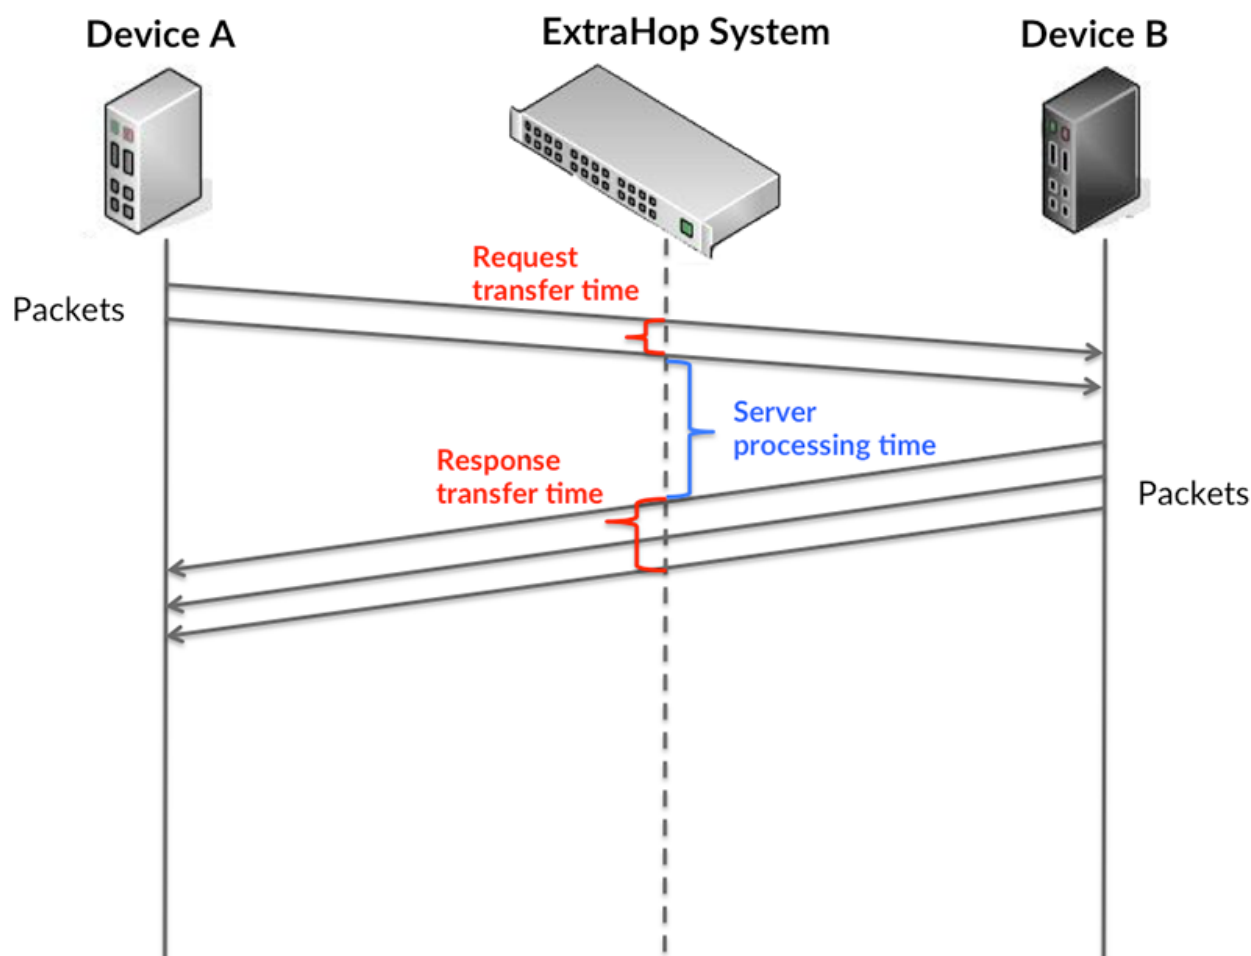 Device A
ExtraHop System
Device B
Request
transfer time
Packets
Server
processing time
Response
transfer time
Packets